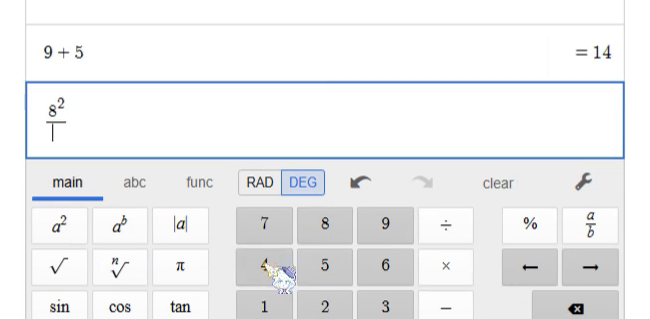 9 + 5 = 14
8²
main abc func RAD DEG clear
a² aᵇ |a| 7 8 9 ÷ % a/b
√ ⁿ√ π 4 5 6 × ← →
sin cos tan 1 2 3 −